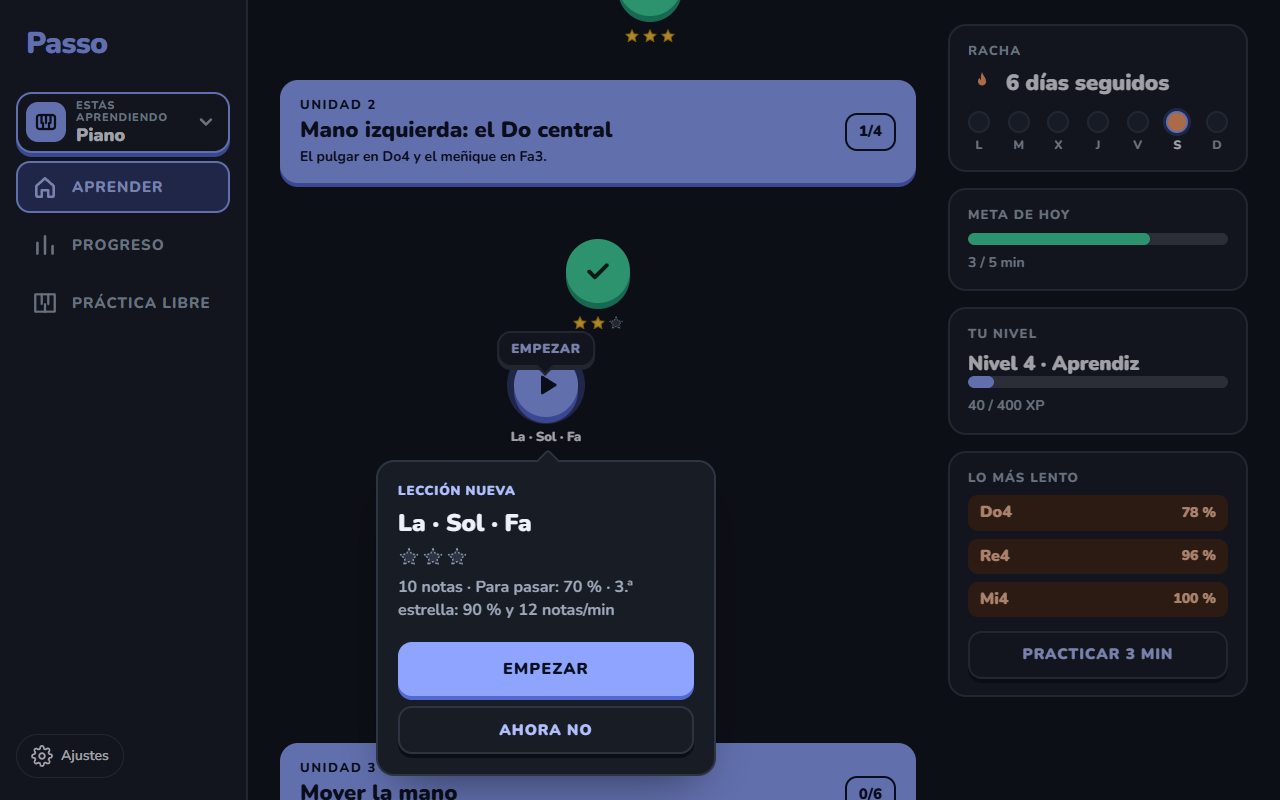 Passo
ESTÁS
APRENDIENDO
Piano
APRENDER
PROGRESO
PRÁCTICA LIBRE
Ajustes
UNIDAD 2
Mano izquierda: el Do central
El pulgar en Do4 y el meñique en Fa3.
1/4
EMPEZAR
La · Sol · Fa
LECCIÓN NUEVA
La · Sol · Fa
10 notas · Para pasar: 70 % · 3.ª
estrella: 90 % y 12 notas/min
EMPEZAR
AHORA NO
UNIDAD 3
Mover la mano
0/6
RACHA
6 días seguidos
L M X J V S D
META DE HOY
3 / 5 min
TU NIVEL
Nivel 4 · Aprendiz
40 / 400 XP
LO MÁS LENTO
Do4 78 %
Re4 96 %
Mi4 100 %
PRACTICAR 3 MIN